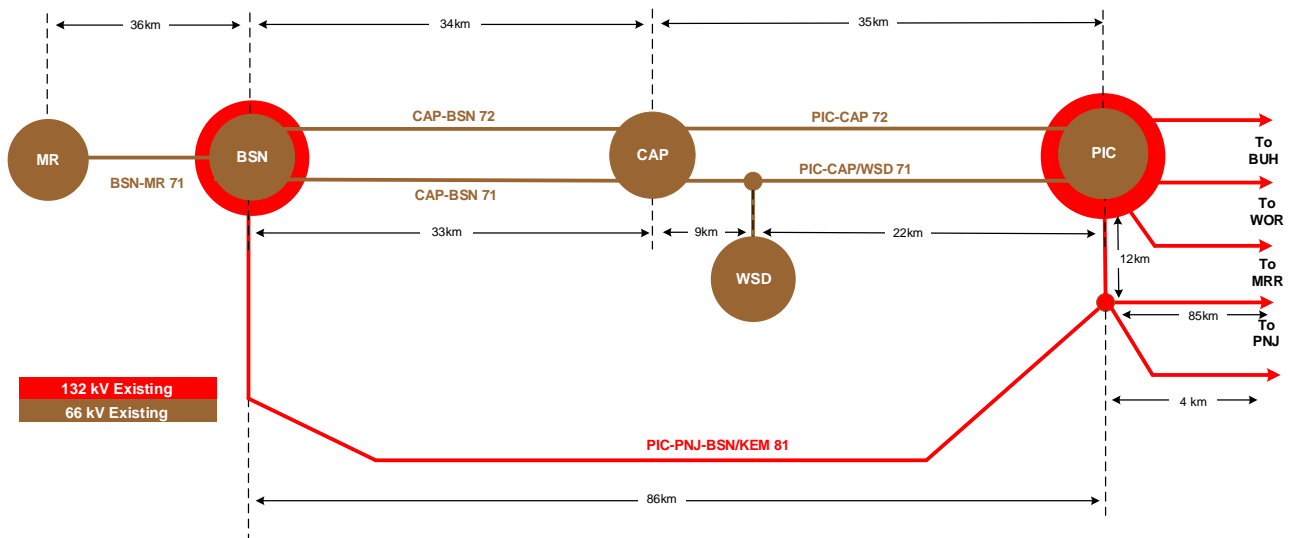 36km
34km
35km
MR
BSN
CAP
PIC
WSD
CAP-BSN 72
PIC-CAP 72
BSN-MR 71
CAP-BSN 71
PIC-CAP/WSD 71
To
BUH
To
WOR
To
MRR
To
PNJ
33km
9km
22km
12km
85km
4 km
132 kV Existing
66 kV Existing
PIC-PNJ-BSN/KEM 81
86km